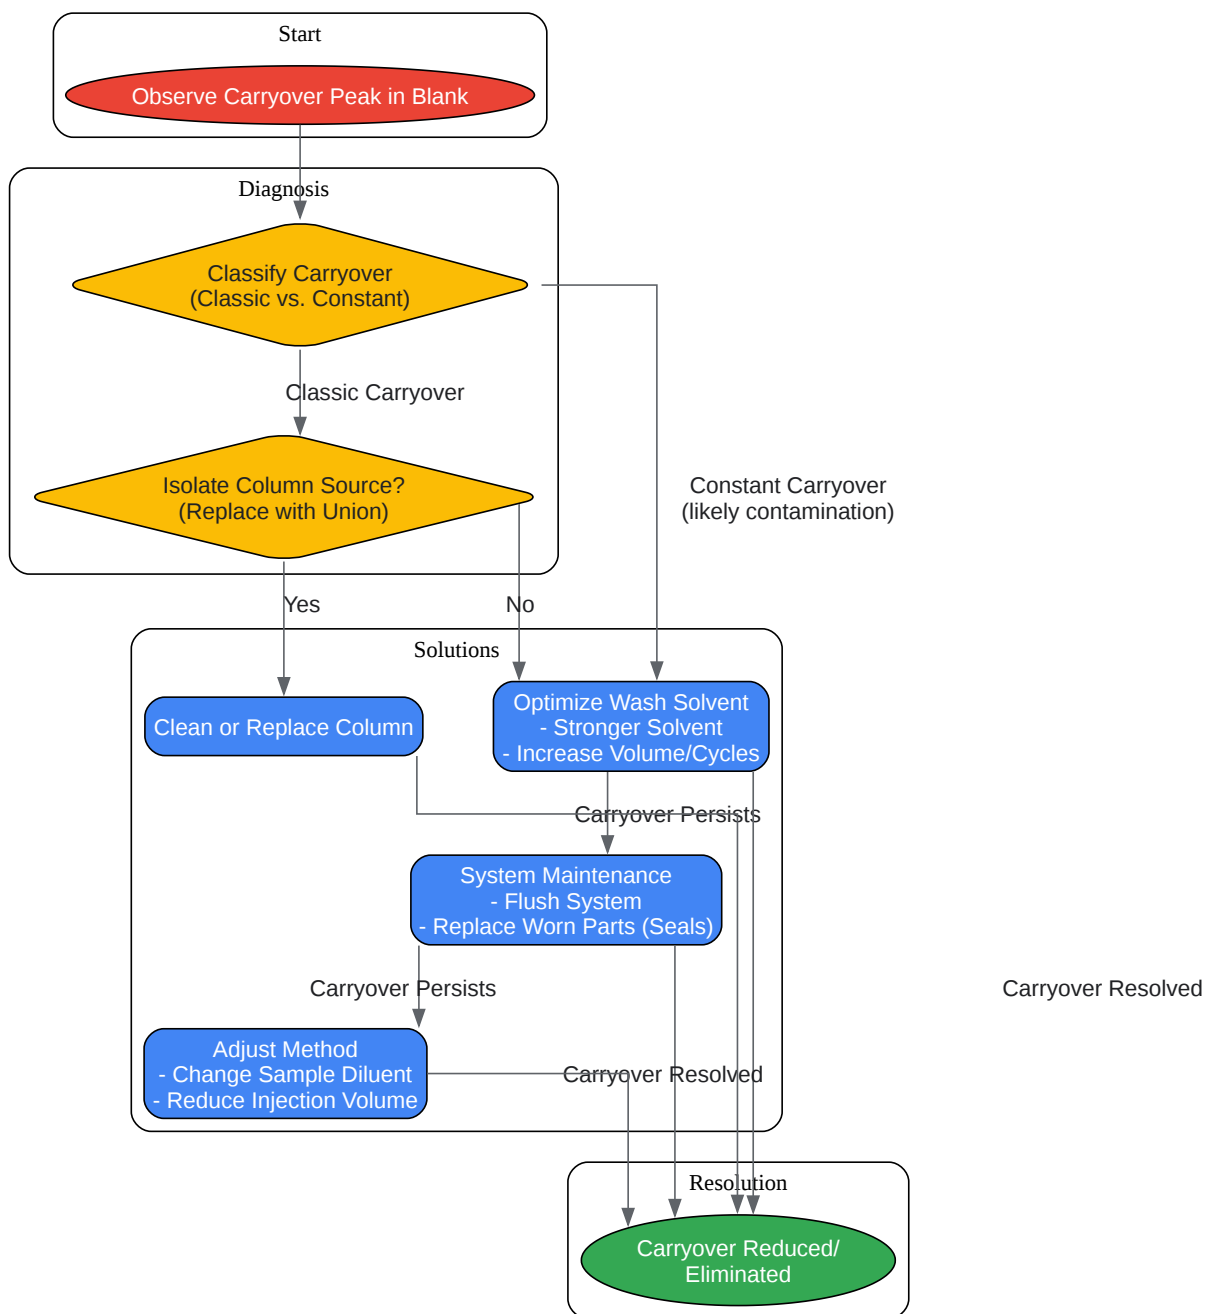 Start
Observe Carryover Peak in Blank
Diagnosis
Classify Carryover
(Classic vs. Constant)
Classic Carryover
Isolate Column Source?
(Replace with Union)
Constant Carryover
(likely contamination)
Yes
No
Solutions
Clean or Replace Column
Optimize Wash Solvent
- Stronger Solvent
- Increase Volume/Cycles
Carryover Persists
System Maintenance
- Flush System
- Replace Worn Parts (Seals)
Carryover Persists
Carryover Resolved
Adjust Method
- Change Sample Diluent
- Reduce Injection Volume
Carryover Resolved
Resolution
Carryover Reduced/
Eliminated